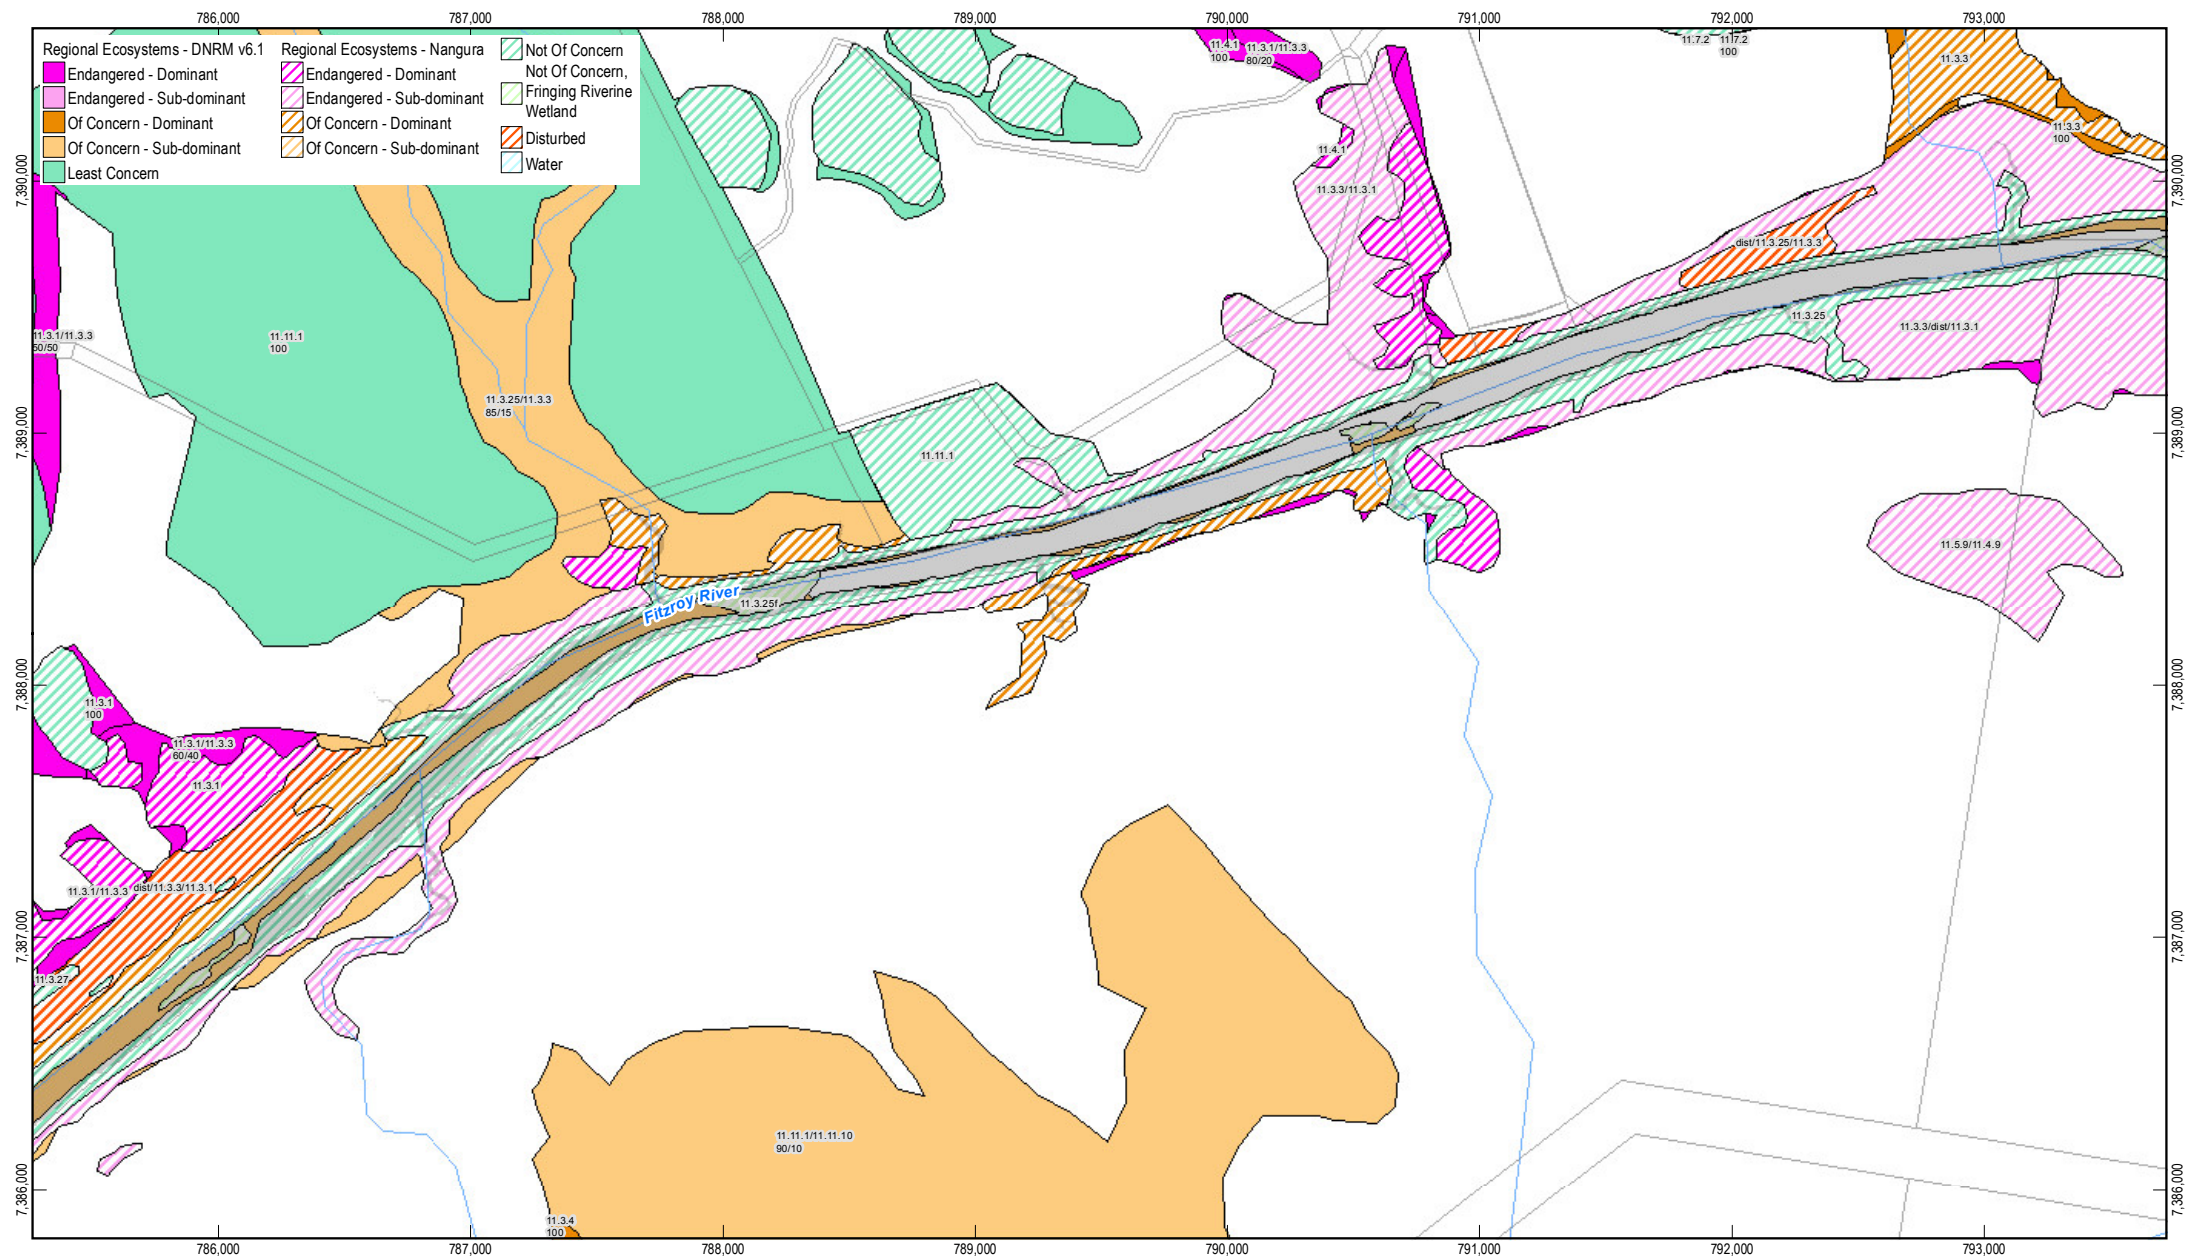 786,000
787,000
788,000
789,000
790,000
791,000
792,000
793,000
Regional Ecosystems - DNRM v6.1
Endangered - Dominant
Endangered - Sub-dominant
Of Concern - Dominant
Of Concern - Sub-dominant
Least Concern
Regional Ecosystems - Nangura
Endangered - Dominant
Endangered - Sub-dominant
Of Concern - Dominant
Of Concern - Sub-dominant
Not Of Concern
Not Of Concern,
Fringing Riverine
Wetland
Disturbed
Water
11.4.1
100
11.3.1/11.3.3
80/20
11.7.2
11.7.2
100
11.3.3
11.3.3
100
11.4.1
11.3.3/11.3.1
7,390,000
7,390,000
dist/11.3.25/11.3.3
11.3.25
11.3.3/dist/11.3.1
11.3.1/11.3.3
50/50
11.11.1
100
11.3.25/11.3.3
85/15
7,389,000
7,389,000
11.11.1
11.5.9/11.4.9
Fitzroy River
11.3.25f
7,388,000
7,388,000
11.3.1
100
11.3.1/11.3.3
60/40
11.3.1
11.3.1/11.3.3
dist/11.3.3/11.3.1
7,387,000
7,387,000
11.3.27
11.11.1/11.11.10
90/10
7,386,000
7,386,000
11.3.4
100
786,000
787,000
788,000
789,000
790,000
791,000
792,000
793,000